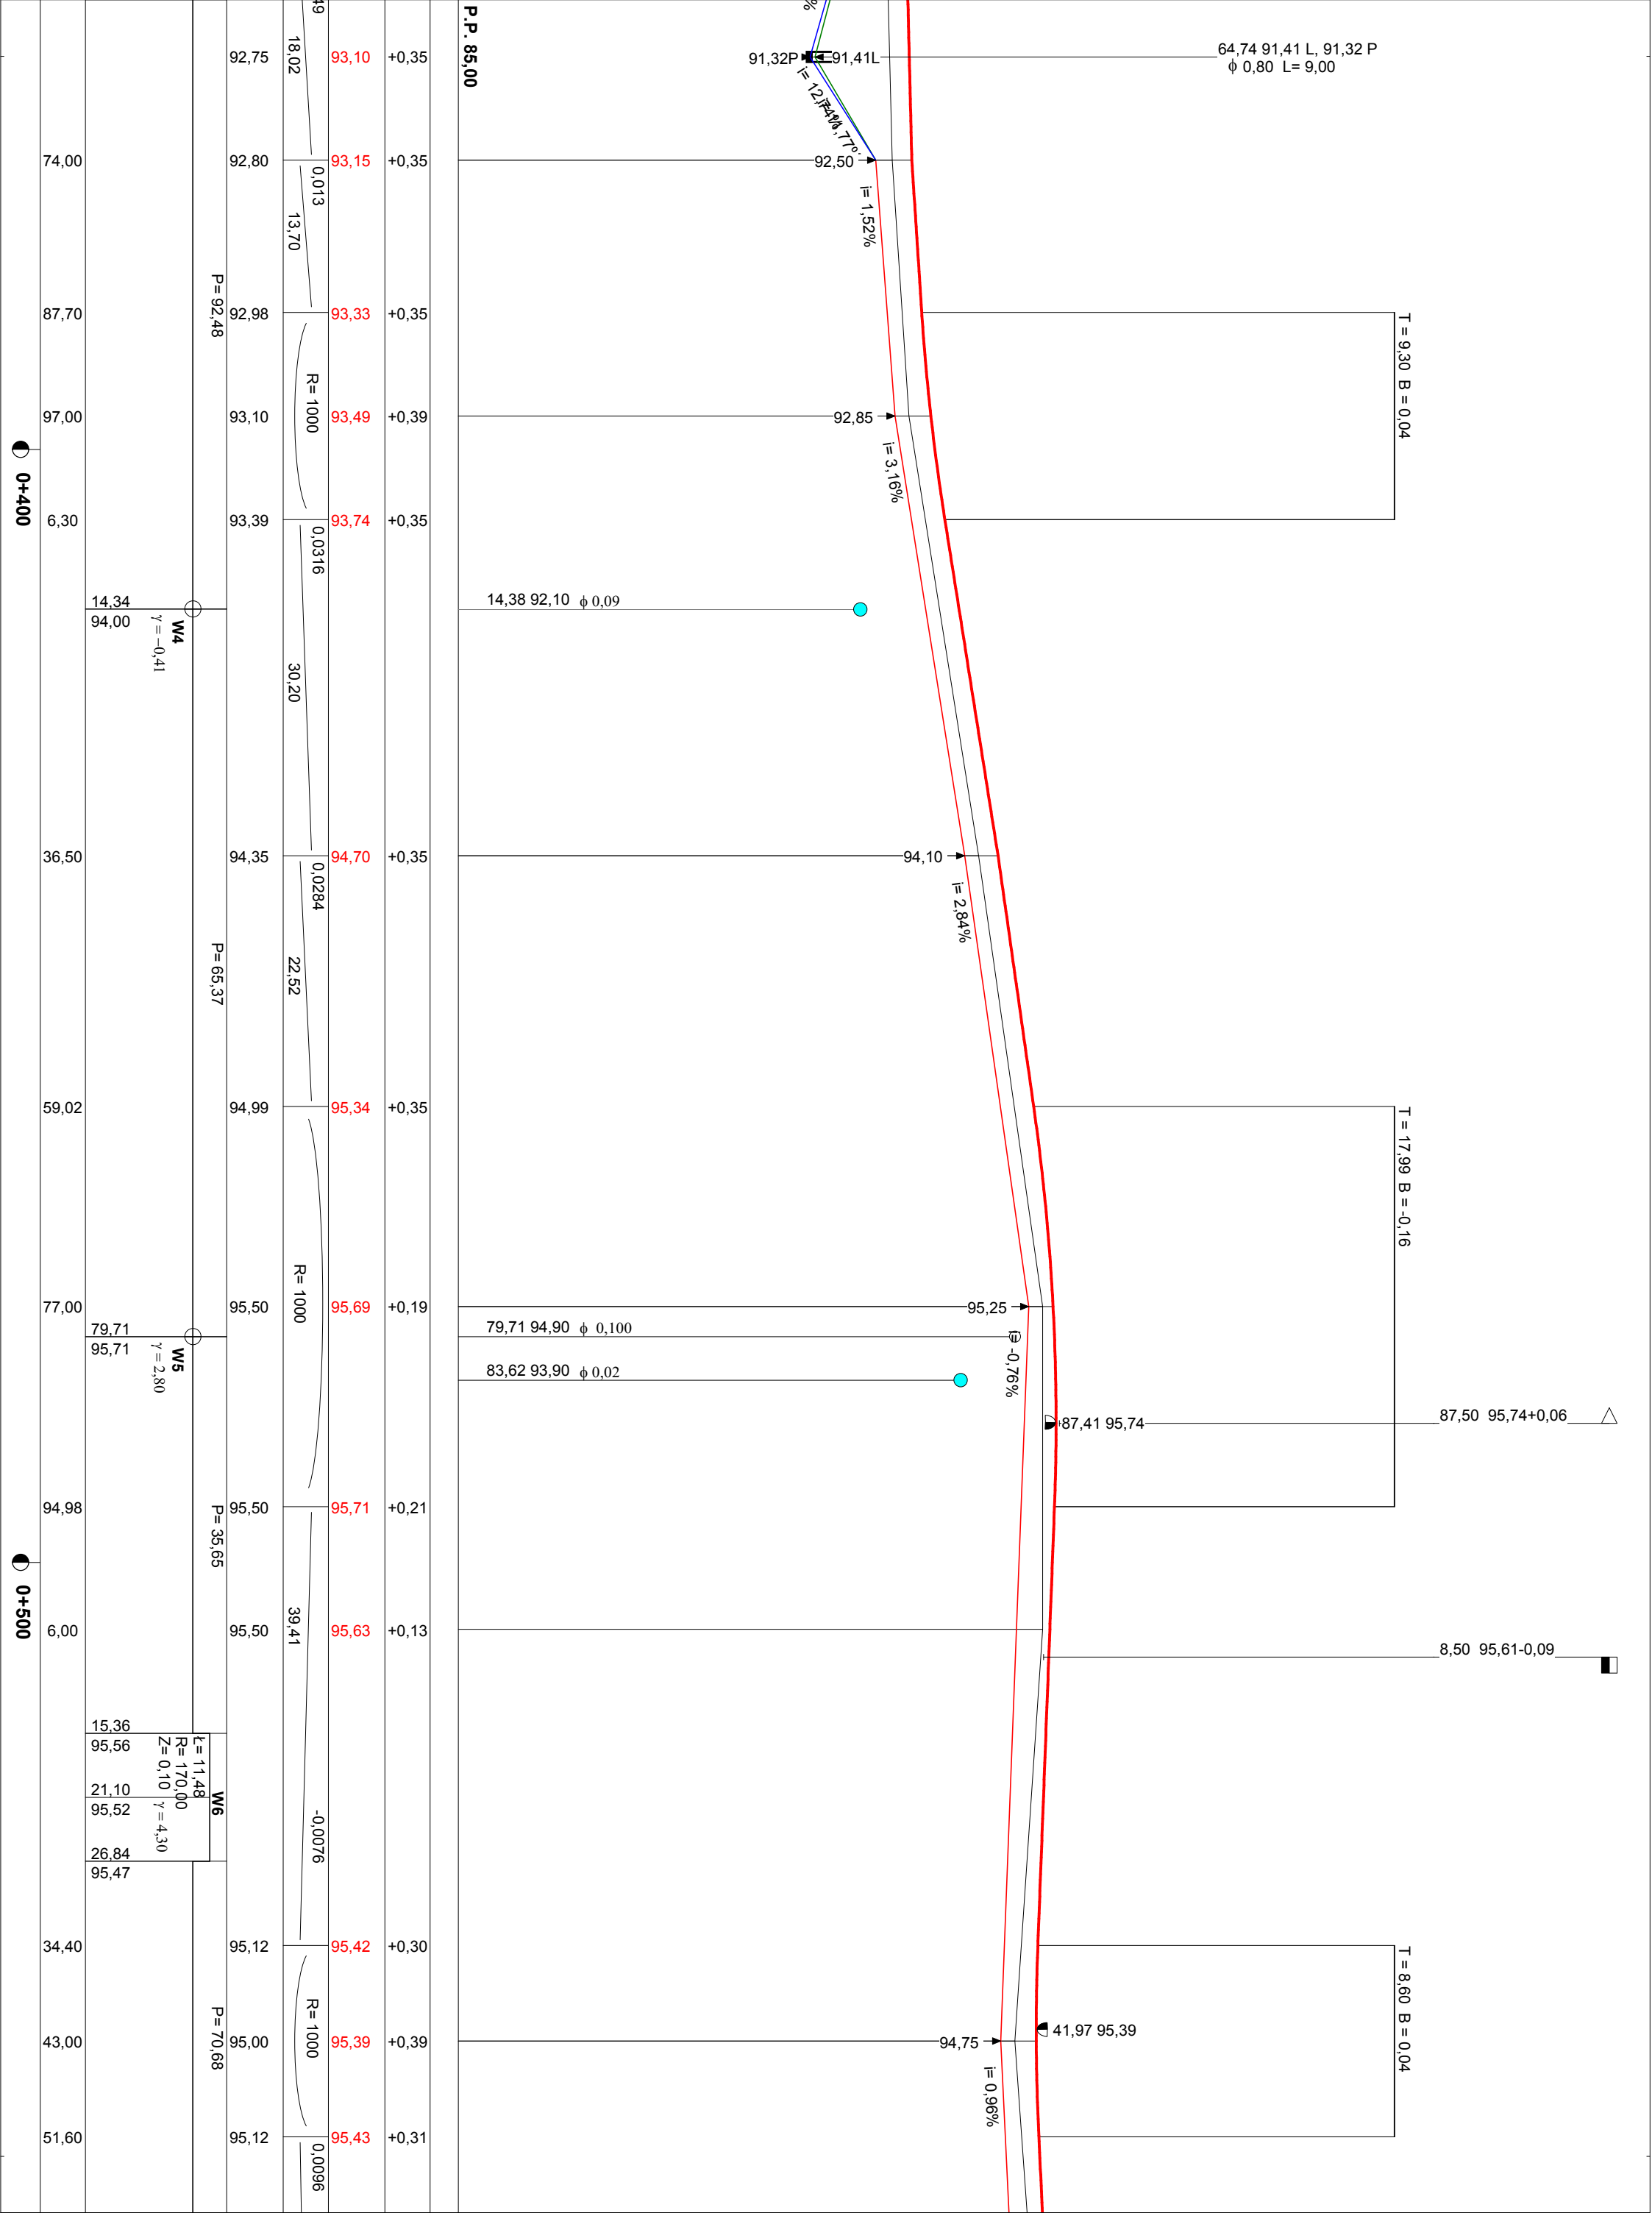 P.P. 85,00
64,74 91,41 L, 91,32 P
ϕ 0,80 L= 9,00
91,32P
91,41L
92,75
93,10
+0,35
18,02
74,00
92,80
93,15
+0,35
92,50
0,013
13,70
i= 1,52%
P= 92,48
87,70
92,98
93,33
+0,35
T = 9,30 B = 0,04
R= 1000
97,00
93,10
93,49
+0,39
92,85
i= 3,16%
0+400
6,30
93,39
93,74
+0,35
0,0316
30,20
14,34
94,00
W4
γ = −0,41
14,38 92,10 ϕ 0,09
36,50
94,35
94,70
+0,35
94,10
0,0284
22,52
i= 2,84%
P= 65,37
59,02
94,99
95,34
+0,35
T = 17,99 B = -0,16
R= 1000
77,00
95,50
95,69
+0,19
95,25
79,71
95,71
W5
γ = 2,80
79,71 94,90 ϕ 0,100
i= -0,76%
83,62 93,90 ϕ 0,02
87,41 95,74
87,50 95,74+0,06
94,98
95,50
95,71
+0,21
P= 35,65
0+500
6,00
95,50
95,63
+0,13
39,41
8,50 95,61-0,09
15,36
95,56
21,10
95,52
26,84
95,47
W6
Ł= 11,48
R= 170,00
Z= 0,10 γ = 4,30
-0,0076
34,40
95,12
95,42
+0,30
T = 8,60 B = 0,04
R= 1000
P= 70,68
41,97 95,39
43,00
95,00
95,39
+0,39
94,75
i= 0,96%
51,60
95,12
95,43
+0,31
0,0096